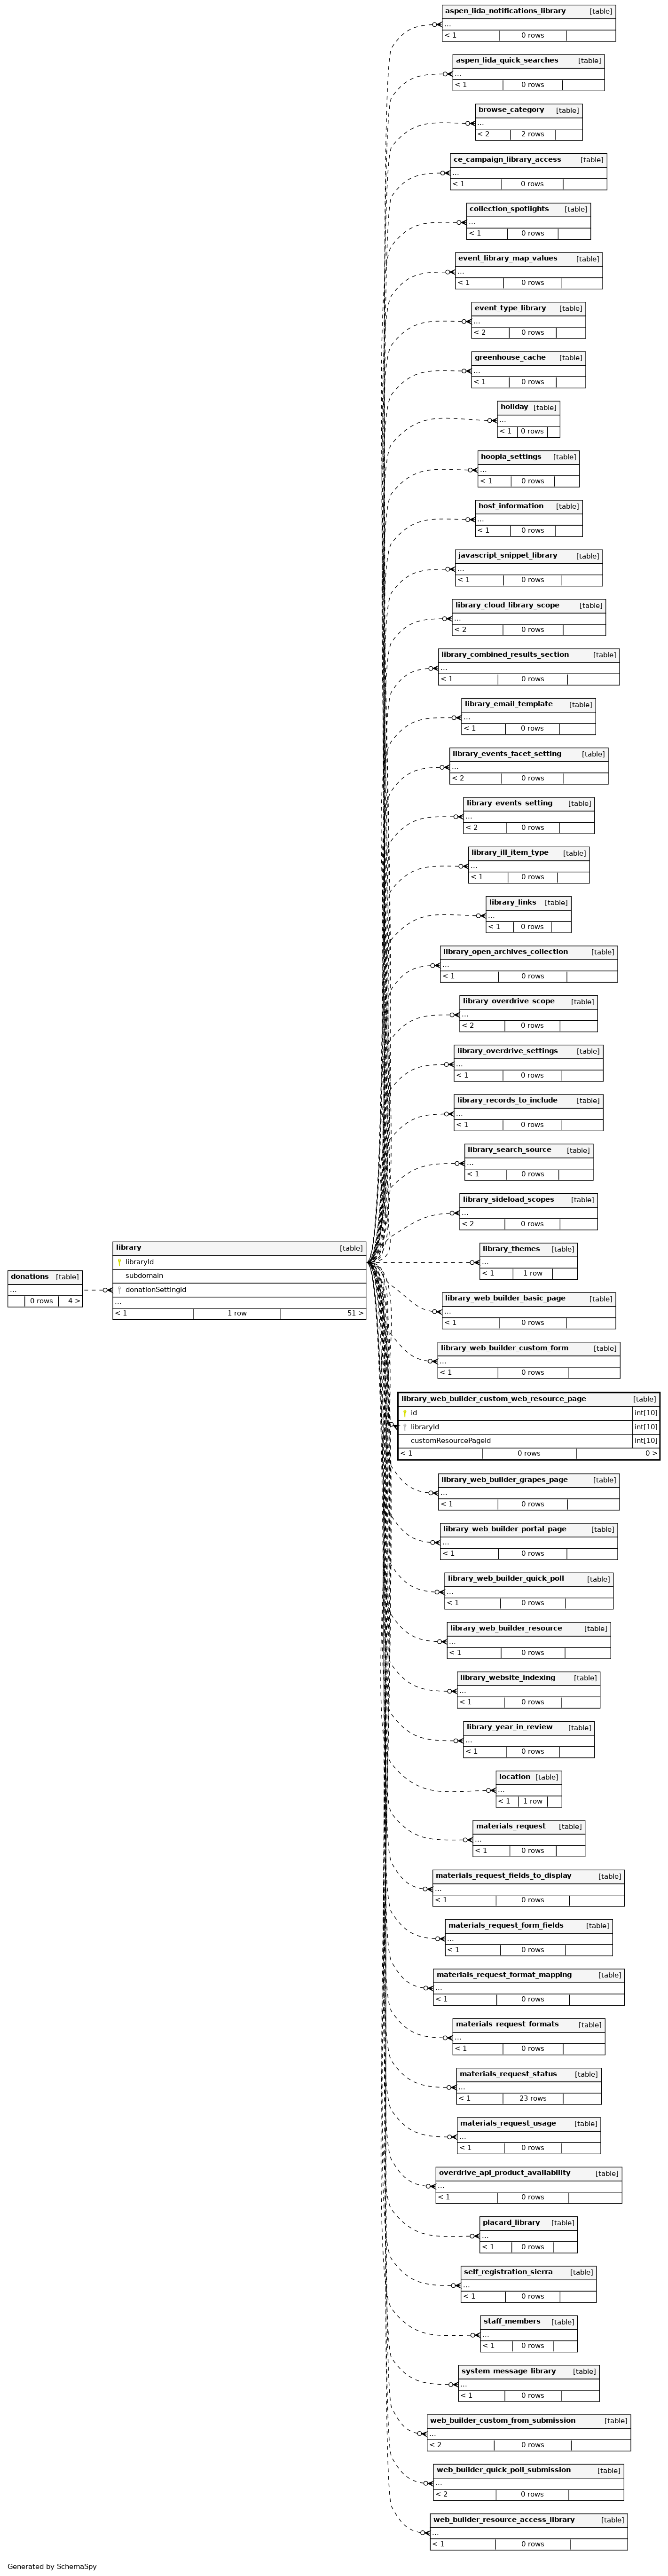 aspen_lida_notifications_library [table]
...
< 1 0 rows
aspen_lida_quick_searches [table]
...
< 1 0 rows
browse_category [table]
...
< 2 2 rows
ce_campaign_library_access [table]
...
< 1 0 rows
collection_spotlights [table]
...
< 1 0 rows
event_library_map_values [table]
...
< 1 0 rows
event_type_library [table]
...
< 2 0 rows
greenhouse_cache [table]
...
< 1 0 rows
holiday [table]
...
< 1 0 rows
hoopla_settings [table]
...
< 1 0 rows
host_information [table]
...
< 1 0 rows
javascript_snippet_library [table]
...
< 1 0 rows
library_cloud_library_scope [table]
...
< 2 0 rows
library_combined_results_section [table]
...
< 1 0 rows
library_email_template [table]
...
< 1 0 rows
library_events_facet_setting [table]
...
< 2 0 rows
library_events_setting [table]
...
< 2 0 rows
library_ill_item_type [table]
...
< 1 0 rows
library_links [table]
...
< 1 0 rows
library_open_archives_collection [table]
...
< 1 0 rows
library_overdrive_scope [table]
...
< 2 0 rows
library_overdrive_settings [table]
...
< 1 0 rows
library_records_to_include [table]
...
< 1 0 rows
library_search_source [table]
...
< 1 0 rows
library_sideload_scopes [table]
...
< 2 0 rows
donations [table]
...
0 rows 4 >
library [table]
libraryId
subdomain
donationSettingId
...
< 1 1 row 51 >
library_themes [table]
...
< 1 1 row
library_web_builder_basic_page [table]
...
< 1 0 rows
library_web_builder_custom_form [table]
...
< 1 0 rows
library_web_builder_custom_web_resource_page [table]
id int[10]
libraryId int[10]
customResourcePageId int[10]
< 1 0 rows 0 >
library_web_builder_grapes_page [table]
...
< 1 0 rows
library_web_builder_portal_page [table]
...
< 1 0 rows
library_web_builder_quick_poll [table]
...
< 1 0 rows
library_web_builder_resource [table]
...
< 1 0 rows
library_website_indexing [table]
...
< 1 0 rows
library_year_in_review [table]
...
< 1 0 rows
location [table]
...
< 1 1 row
materials_request [table]
...
< 1 0 rows
materials_request_fields_to_display [table]
...
< 1 0 rows
materials_request_form_fields [table]
...
< 1 0 rows
materials_request_format_mapping [table]
...
< 1 0 rows
materials_request_formats [table]
...
< 1 0 rows
materials_request_status [table]
...
< 1 23 rows
materials_request_usage [table]
...
< 1 0 rows
overdrive_api_product_availability [table]
...
< 1 0 rows
placard_library [table]
...
< 1 0 rows
self_registration_sierra [table]
...
< 1 0 rows
staff_members [table]
...
< 1 0 rows
system_message_library [table]
...
< 1 0 rows
web_builder_custom_from_submission [table]
...
< 2 0 rows
web_builder_quick_poll_submission [table]
...
< 2 0 rows
web_builder_resource_access_library [table]
...
< 1 0 rows
Generated by SchemaSpy